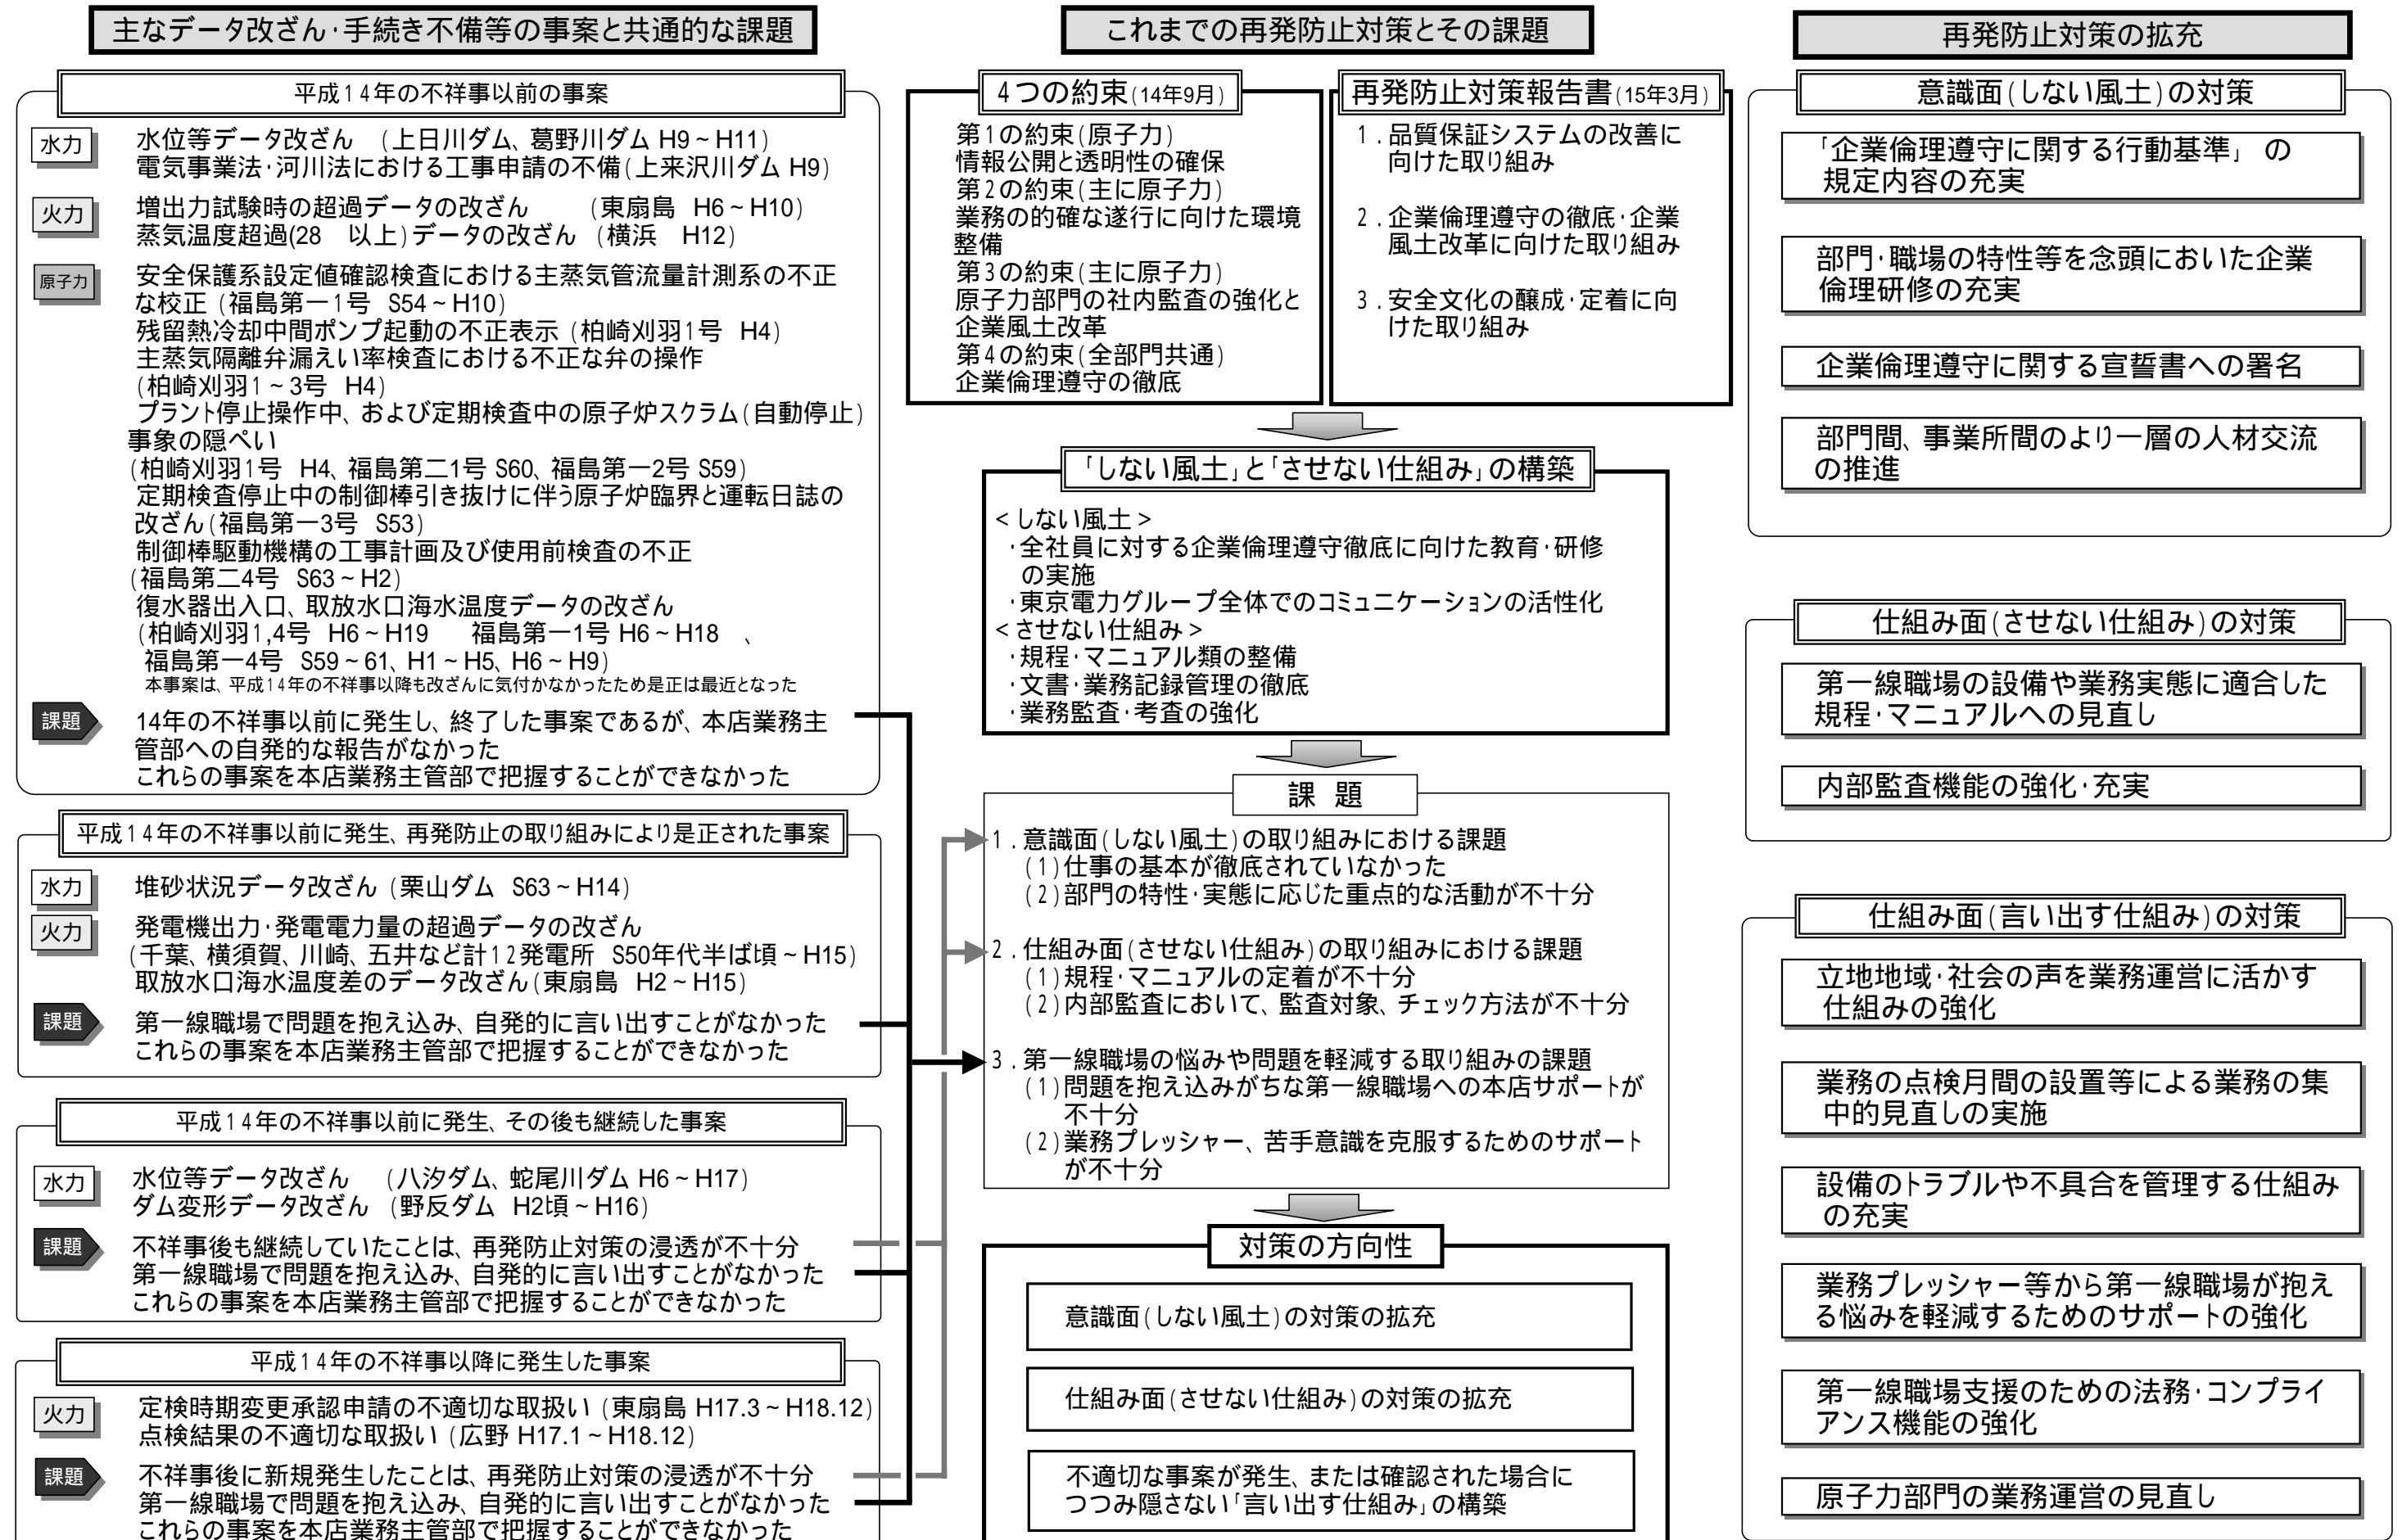 主なデータ改ざん・手続き不備等の事案と共通的な課題
平成14年の不祥事以前の事案
水力
水位等データ改ざん (上日川ダム、葛野川ダム H9~H11)
電気事業法・河川法における工事申請の不備(上来沢川ダム H9)
火力
増出力試験時の超過データの改ざん (東扇島 H6~H10)
蒸気温度超過(28 以上)データの改ざん (横浜 H12)
原子力
安全保護系設定値確認検査における主蒸気管流量計測系の不正
な校正 (福島第一1号 S54~H10)
残留熱冷却中間ポンプ起動の不正表示 (柏崎刈羽1号 H4)
主蒸気隔離弁漏えい率検査における不正な弁の操作
(柏崎刈羽1~3号 H4)
プラント停止操作中、および定期検査中の原子炉スクラム(自動停止)
事象の隠ぺい
(柏崎刈羽1号 H4、福島第二1号 S60、福島第一2号 S59)
定期検査停止中の制御棒引き抜けに伴う原子炉臨界と運転日誌の
改ざん(福島第一3号 S53)
制御棒駆動機構の工事計画及び使用前検査の不正
(福島第二4号 S63~H2)
復水器出入口、取放水口海水温度データの改ざん
(柏崎刈羽1,4号 H6~H19 福島第一1号 H6~H18 、
福島第一4号 S59~61、H1~H5、H6~H9)
本事案は、平成14年の不祥事以降も改ざんに気付かなかったため是正は最近となった
課題
14年の不祥事以前に発生し、終了した事案であるが、本店業務主
管部への自発的な報告がなかった
これらの事案を本店業務主管部で把握することができなかった
平成14年の不祥事以前に発生、再発防止の取り組みにより是正された事案
水力
堆砂状況データ改ざん (栗山ダム S63~H14)
火力
発電機出力・発電電力量の超過データの改ざん
(千葉、横須賀、川崎、五井など計12発電所 S50年代半ば頃~H15)
取放水口海水温度差のデータ改ざん(東扇島 H2~H15)
課題
第一線職場で問題を抱え込み、自発的に言い出すことがなかった
これらの事案を本店業務主管部で把握することができなかった
平成14年の不祥事以前に発生、その後も継続した事案
水力
水位等データ改ざん (八汐ダム、蛇尾川ダム H6~H17)
ダム変形データ改ざん (野反ダム H2頃~H16)
課題
不祥事後も継続していたことは、再発防止対策の浸透が不十分
第一線職場で問題を抱え込み、自発的に言い出すことがなかった
これらの事案を本店業務主管部で把握することができなかった
平成14年の不祥事以降に発生した事案
火力
定検時期変更承認申請の不適切な取扱い (東扇島 H17.3~H18.12)
点検結果の不適切な取扱い (広野 H17.1~H18.12)
課題
不祥事後に新規発生したことは、再発防止対策の浸透が不十分
第一線職場で問題を抱え込み、自発的に言い出すことがなかった
これらの事案を本店業務主管部で把握することができなかった
これまでの再発防止対策とその課題
4つの約束(14年9月)
第1の約束(原子力)
情報公開と透明性の確保
第2の約束(主に原子力)
業務の的確な遂行に向けた環境
整備
第3の約束(主に原子力)
原子力部門の社内監査の強化と
企業風土改革
第4の約束(全部門共通)
企業倫理遵守の徹底
再発防止対策報告書(15年3月)
1.品質保証システムの改善に
向けた取り組み
2.企業倫理遵守の徹底・企業
風土改革に向けた取り組み
3.安全文化の醸成・定着に向
けた取り組み
「しない風土」と「させない仕組み」の構築
<しない風土>
・全社員に対する企業倫理遵守徹底に向けた教育・研修
の実施
・東京電力グループ全体でのコミュニケーションの活性化
<させない仕組み>
・規程・マニュアル類の整備
・文書・業務記録管理の徹底
・業務監査・考査の強化
課 題
1.意識面(しない風土)の取り組みにおける課題
(1)仕事の基本が徹底されていなかった
(2)部門の特性・実態に応じた重点的な活動が不十分
2.仕組み面(させない仕組み)の取り組みにおける課題
(1)規程・マニュアルの定着が不十分
(2)内部監査において、監査対象、チェック方法が不十分
3.第一線職場の悩みや問題を軽減する取り組みの課題
(1)問題を抱え込みがちな第一線職場への本店サポートが
不十分
(2)業務プレッシャー、苦手意識を克服するためのサポート
が不十分
対策の方向性
意識面(しない風土)の対策の拡充
仕組み面(させない仕組み)の対策の拡充
不適切な事案が発生、または確認された場合に
つつみ隠さない「言い出す仕組み」の構築
再発防止対策の拡充
意識面(しない風土)の対策
「企業倫理遵守に関する行動基準」 の
規定内容の充実
部門・職場の特性等を念頭においた企業
倫理研修の充実
企業倫理遵守に関する宣誓書への署名
部門間、事業所間のより一層の人材交流
の推進
仕組み面(させない仕組み)の対策
第一線職場の設備や業務実態に適合した
規程・マニュアルへの見直し
内部監査機能の強化・充実
仕組み面(言い出す仕組み)の対策
立地地域・社会の声を業務運営に活かす
仕組みの強化
業務の点検月間の設置等による業務の集
中的見直しの実施
設備のトラブルや不具合を管理する仕組み
の充実
業務プレッシャー等から第一線職場が抱え
る悩みを軽減するためのサポートの強化
第一線職場支援のための法務・コンプライ
アンス機能の強化
原子力部門の業務運営の見直し